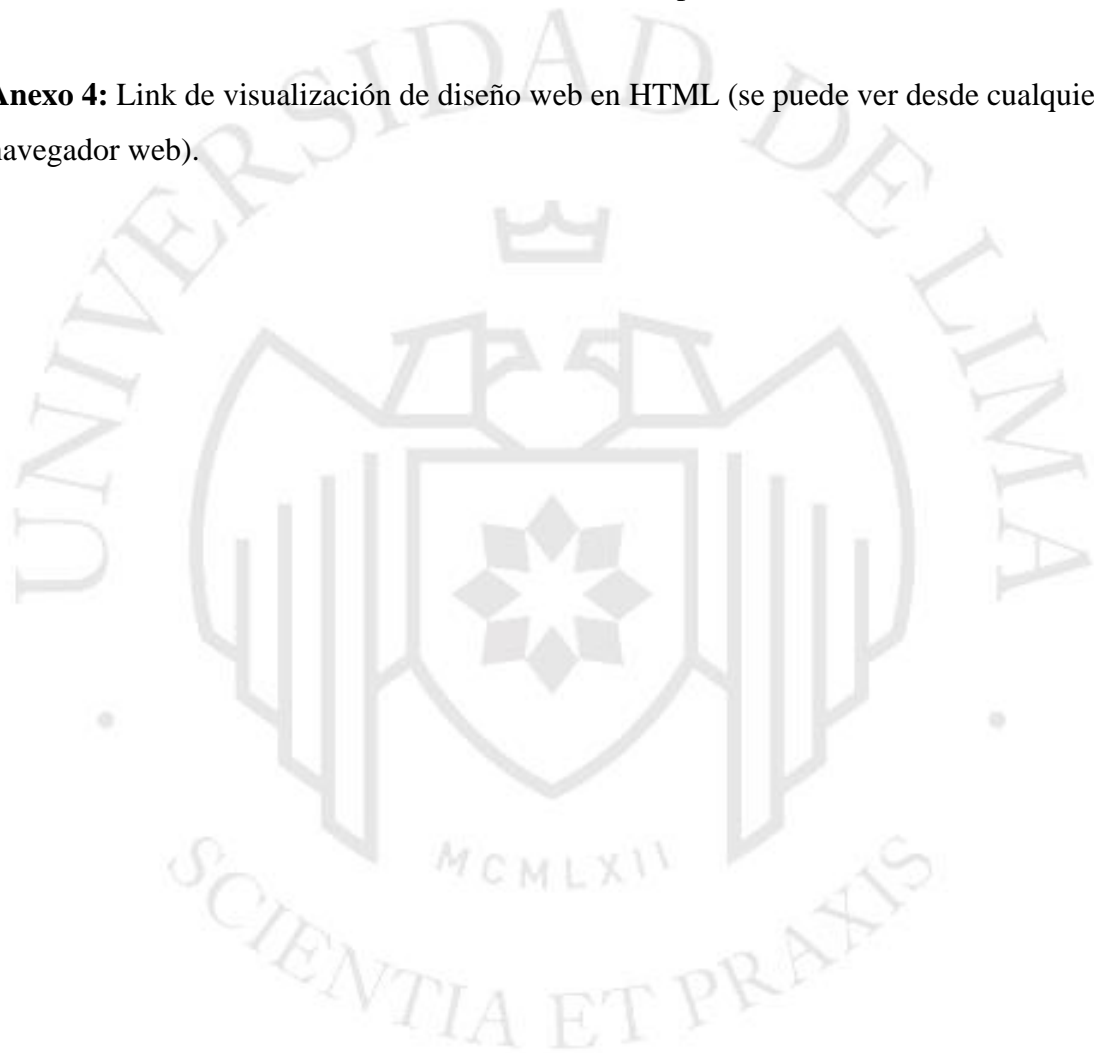 Anexo 4: Link de visualización de diseño web en HTML (se puede ver desde cualquie
navegador web).
UNIVERSIDAD DE LIMA
MCMLXII
SCIENTIA ET PRAXIS